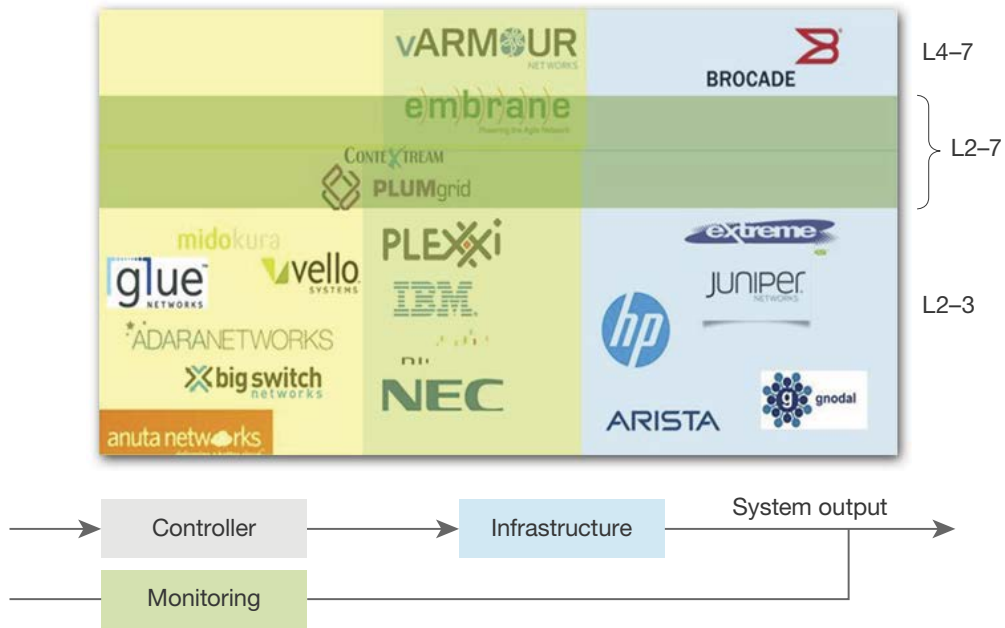 vARMOUR
NETWORKS
BROCADE
L4–7
embrane
Powering the Agile Network
L2–7
CONTEXTREAM
PLUMgrid
midokura
PLEXXI
extreme
glue™
NETWORKS
vello
SYSTEMS
IBM
JUNIPER
NETWORKS
L2–3
hp
ADARANETWORKS
big switch
networks
NEC
ARISTA
g gnodal
anuta networks
Controller
Infrastructure
System output
Monitoring